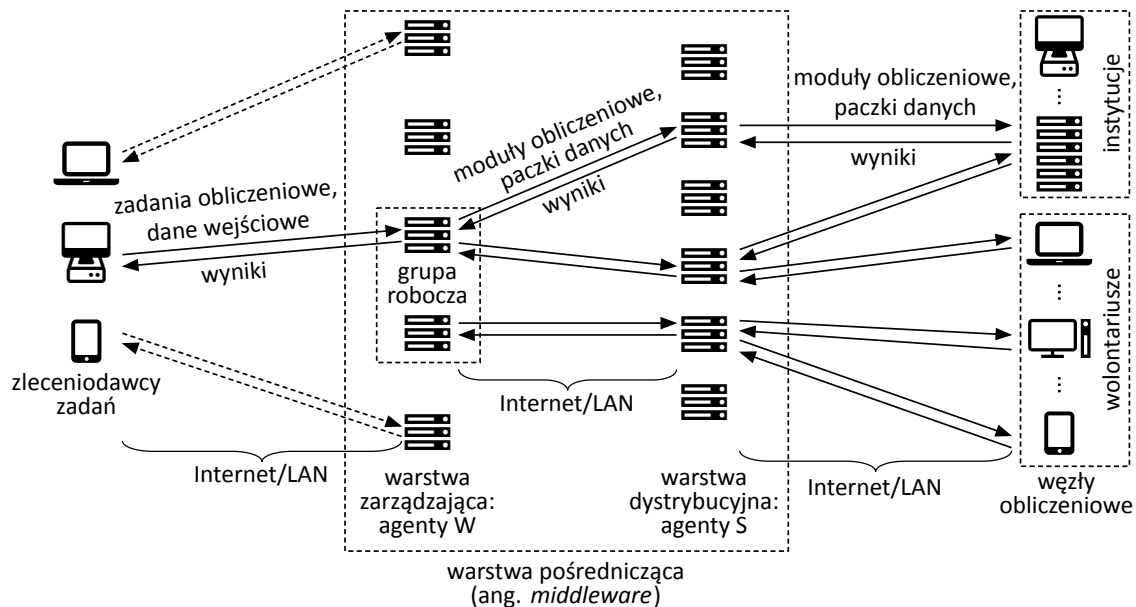 zadania obliczeniowe,
dane wejściowe
wyniki
zleceniodawcy
zadań
Internet/LAN
grupa
robocza
warstwa
zarządzająca:
agenty W
moduły obliczeniowe,
paczki danych
wyniki
Internet/LAN
warstwa
dystrybucyjna:
agenty S
warstwa pośrednicząca
(ang. middleware)
moduły obliczeniowe,
paczki danych
wyniki
Internet/LAN
instytucje
wolontariusze
węzły
obliczeniowe